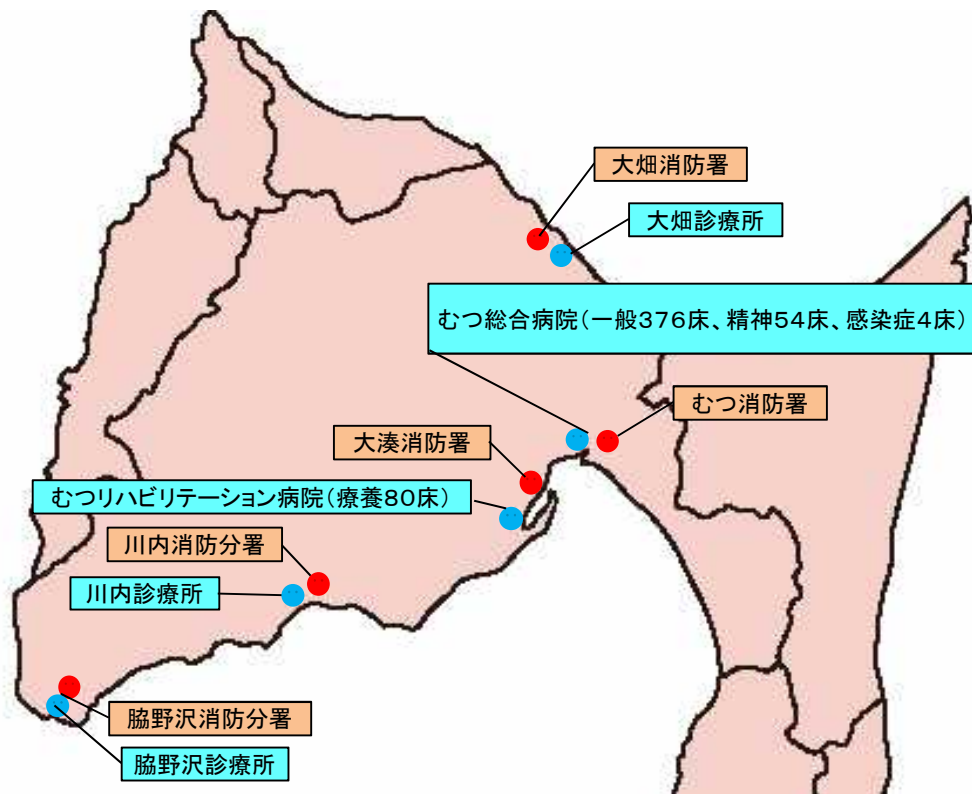 大畑消防署
大畑診療所
むつ総合病院(一般376床、精神54床、感染症4床)
むつ消防署
大湊消防署
むつリハビリテーション病院(療養80床)
川内消防分署
川内診療所
脇野沢消防分署
脇野沢診療所